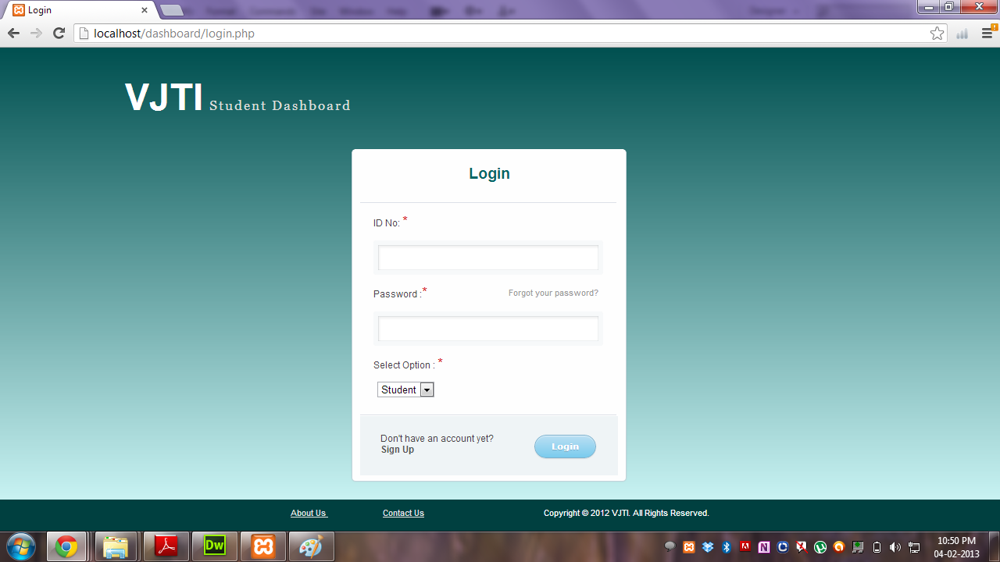 Login
localhost/dashboard/login.php
VJTI Student Dashboard
Login
ID No: *
Password :*
Forgot your password?
Select Option : *
Student
Don't have an account yet?
Sign Up
Login
About Us
Contact Us
Copyright © 2012 VJTI. All Rights Reserved.
Dw
N
10:50 PM
04-02-2013